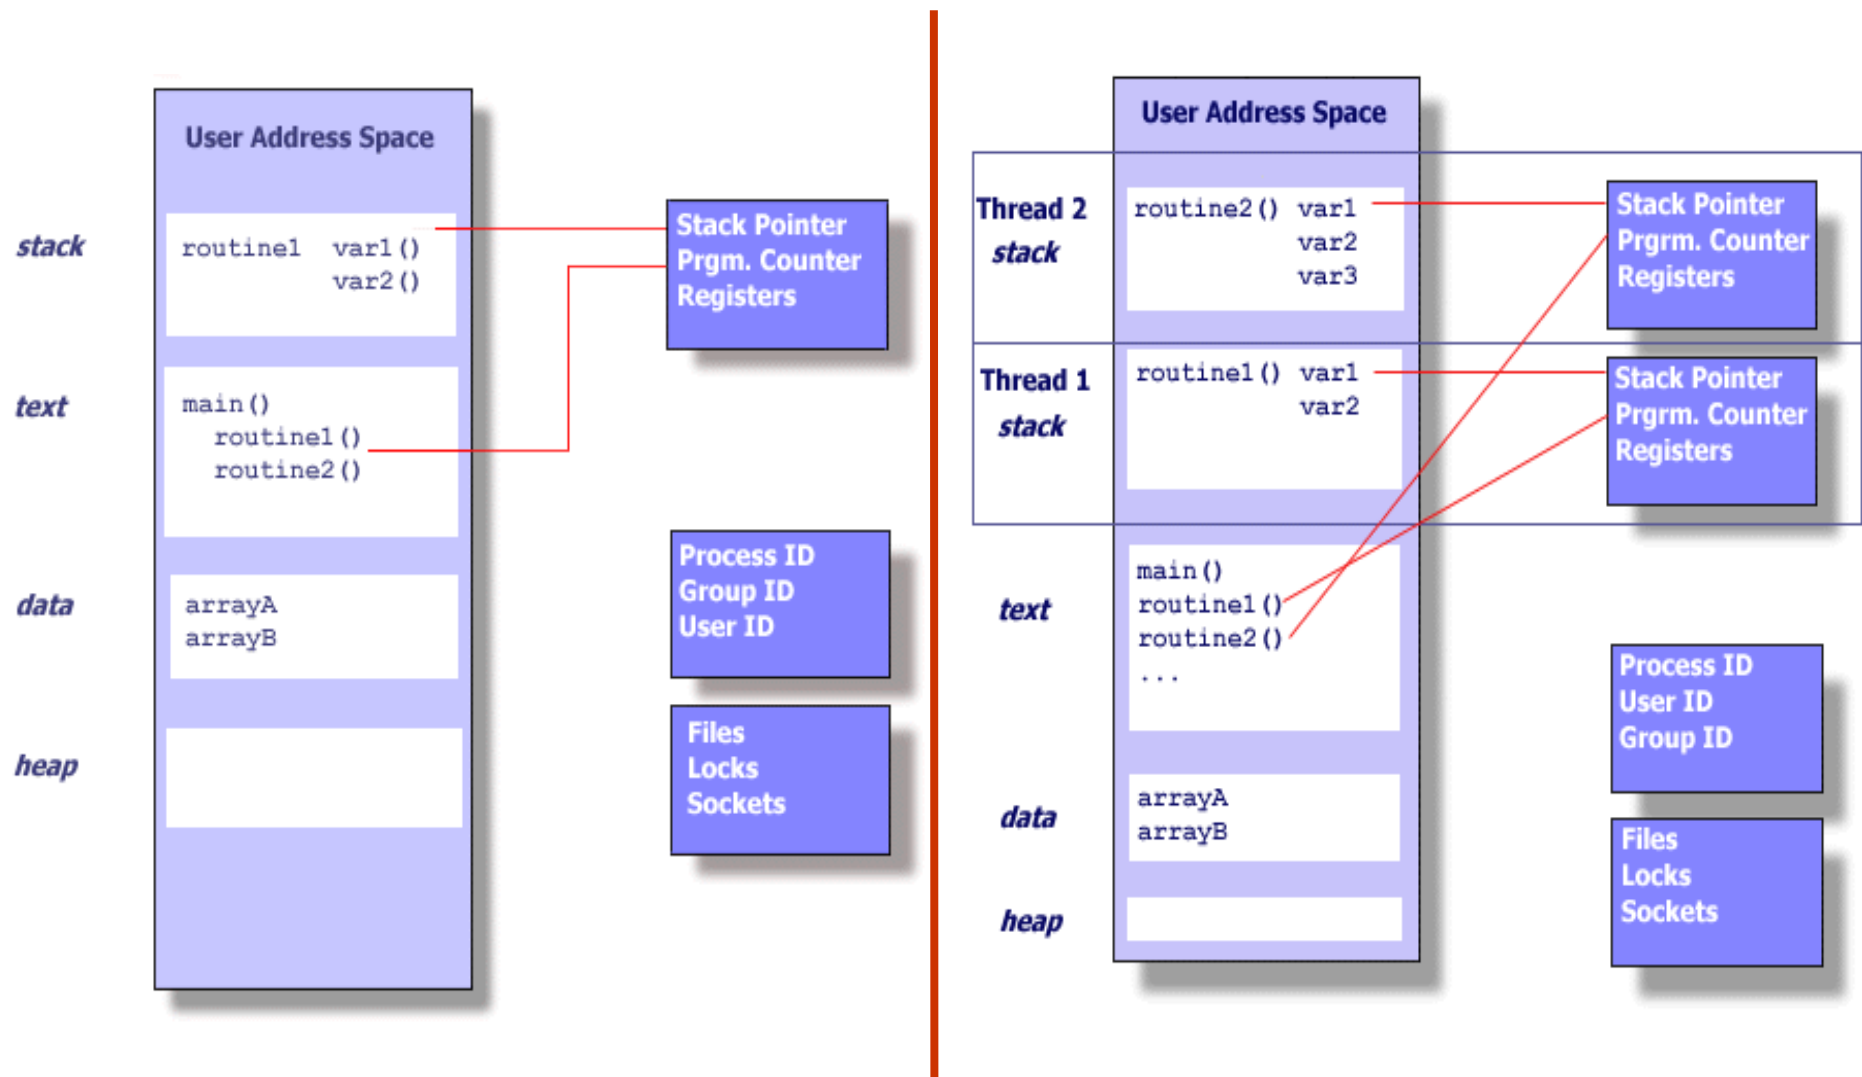 User Address Space
stack
routine1 var1()
var2()
Stack Pointer
Prgm. Counter
Registers
text
main()
routine1()
routine2()
Process ID
Group ID
User ID
data
arrayA
arrayB
Files
Locks
Sockets
heap
User Address Space
Thread 2
stack
routine2() var1
var2
var3
Stack Pointer
Prgrm. Counter
Registers
Thread 1
stack
routine1() var1
var2
Stack Pointer
Prgrm. Counter
Registers
text
main()
routine1()
routine2()
...
Process ID
User ID
Group ID
data
arrayA
arrayB
Files
Locks
Sockets
heap